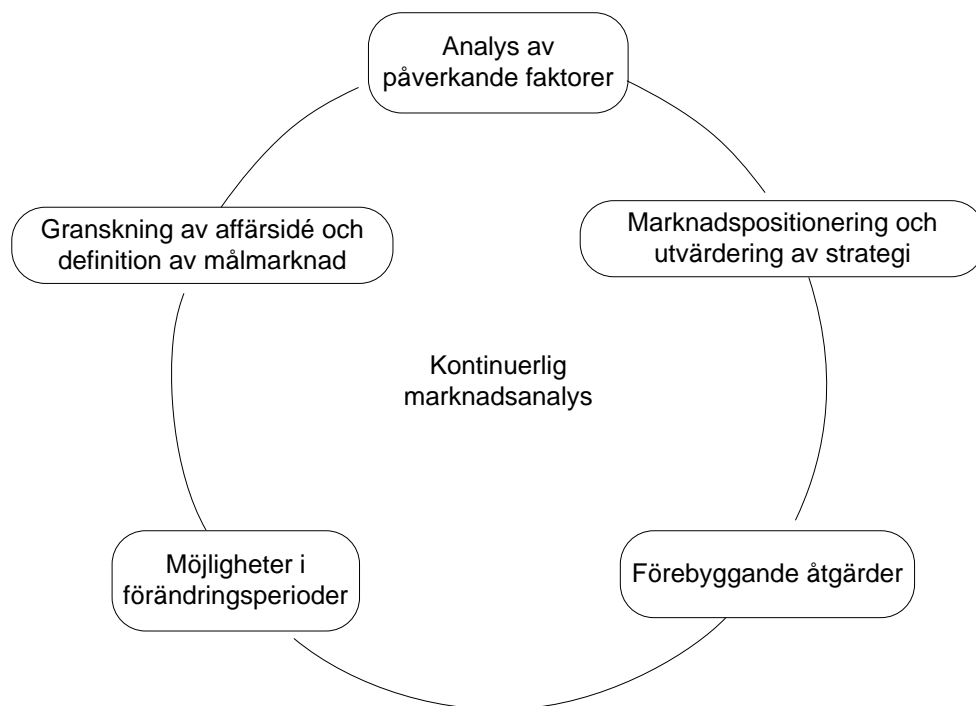 Analys av
påverkande faktorer
Granskning av affärsidé och
definition av målmarknad
Marknadspositionering och
utvärdering av strategi
Kontinuerlig
marknadsanalys
Möjligheter i
förändringsperioder
Förebyggande åtgärder